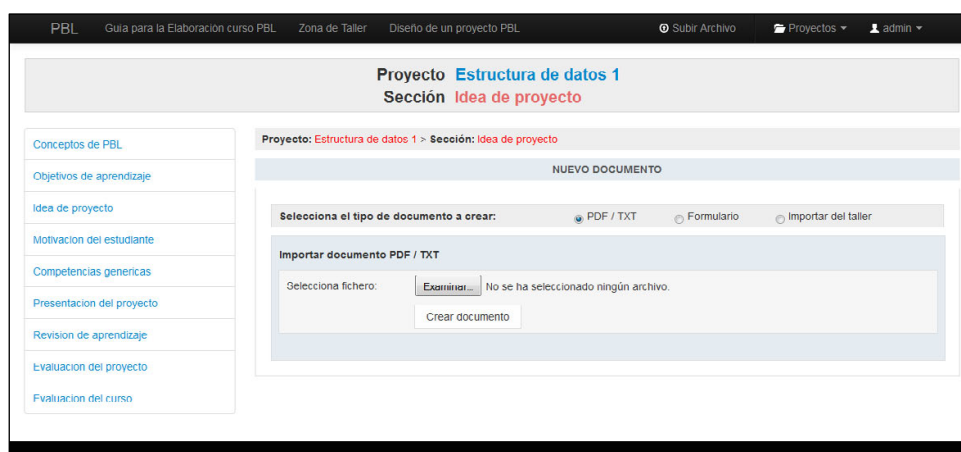 PBL Guia para la Elaboración curso PBL Zona de Taller Diseño de un proyecto PBL Subir Archivo Proyectos admin
Proyecto Estructura de datos 1
Sección Idea de proyecto
Conceptos de PBL
Objetivos de aprendizaje
Idea de proyecto
Motivacion del estudiante
Competencias genericas
Presentacion del proyecto
Revision de aprendizaje
Evaluacion del proyecto
Evaluacion del curso
Proyecto: Estructura de datos 1 > Sección: Idea de proyecto
NUEVO DOCUMENTO
Selecciona el tipo de documento a crear: PDF / TXT Formulario Importar del taller
Importar documento PDF / TXT
Selecciona fichero: Examinar... No se ha seleccionado ningún archivo.
Crear documento